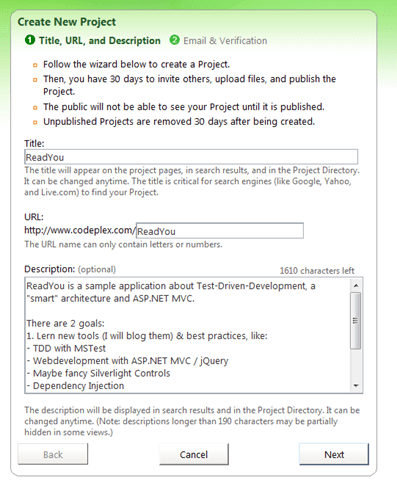 Create New Project
1 Title, URL, and Description 2 Email & Verification
Follow the wizard below to create a Project.
Then, you have 30 days to invite others, upload files, and publish the
Project.
The public will not be able to see your Project until it is published.
Unpublished Projects are removed 30 days after being created.
Title:
ReadYou
The title will appear on the project pages, in search results, and in the Project Directory.
It can be changed anytime. The title is critical for search engines (like Google, Yahoo,
and Live.com) to find your Project.
URL:
http://www.codeplex.com/ReadYou
The URL name can only contain letters or numbers.
Description: (optional) 1610 characters left
ReadYou is a sample application about Test-Driven-Development, a
"smart" architecture and ASP.NET MVC.
There are 2 goals:
1. Lern new tools (I will blog them) & best practices, like:
- TDD with MSTest
- Webdevelopment with ASP.NET MVC / jQuery
- Maybe fancy Silverlight Controls
- Dependency Injection
The description will be displayed in search results and in the Project Directory. It can be
changed anytime. (Note: descriptions longer than 190 characters may be partially
hidden in some views.)
Back Cancel Next